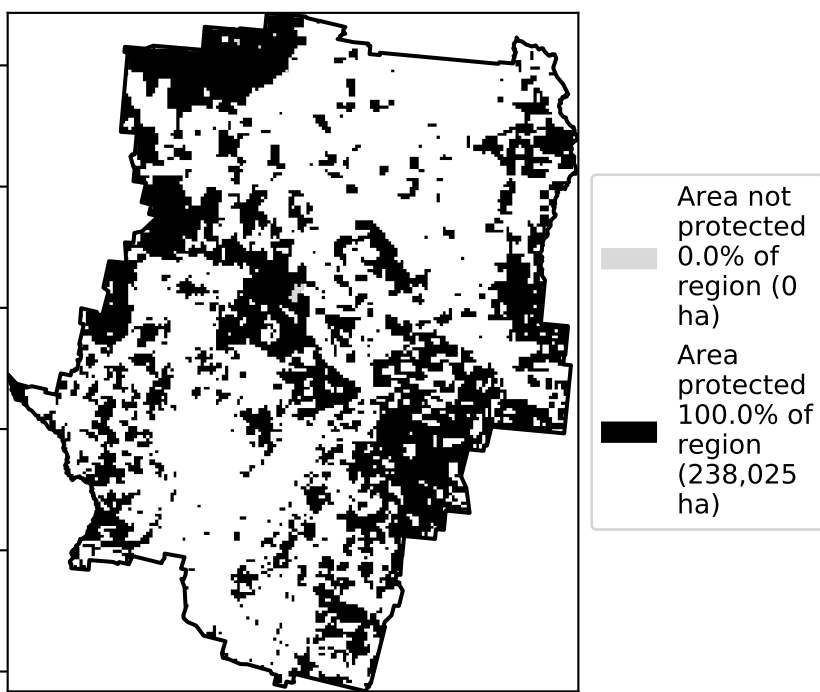 Area not
protected
0.0% of
region (0
ha)
Area
protected
100.0% of
region
(238,025
ha)